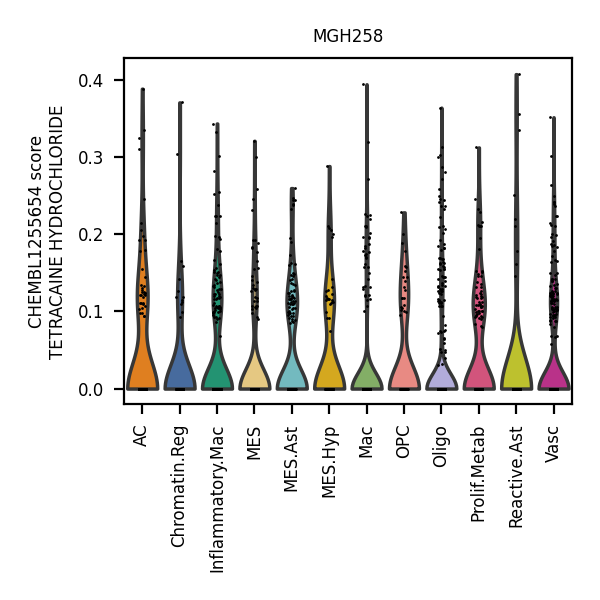 MGH258
CHEMBL1255654 score
TETRACAINE HYDROCHLORIDE
0.4
0.3
0.2
0.1
0.0
AC
Chromatin.Reg
Inflammatory.Mac
MES
MES.Ast
MES.Hyp
Mac
OPC
Oligo
Prolif.Metab
Reactive.Ast
Vasc